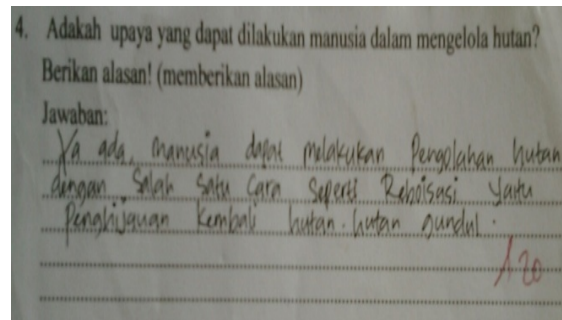 4. Adakah upaya yang dapat dilakukan manusia dalam mengelola hutan?
Berikan alasan! (memberikan alasan)
Jawaban:
Ya ada, manusia dapat melakukan Pengolahan hutan
dengan Salah Satu Cara Seperti Reboisasi yaitu
Penghijauan Kembali hutan-hutan gundul.
20